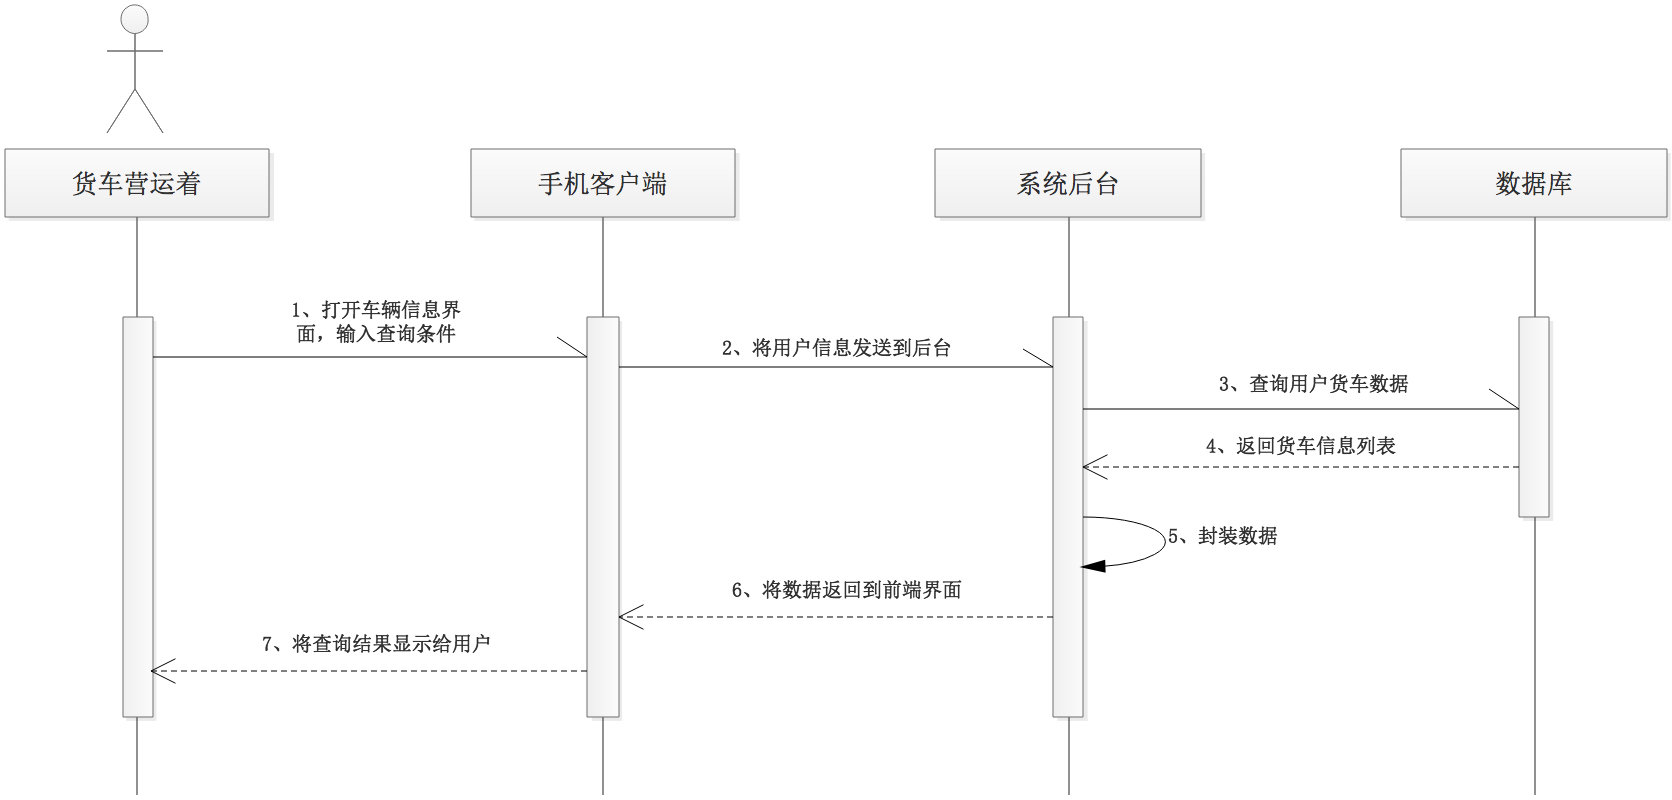 货车营运着
手机客户端
系统后台
数据库
1、打开车辆信息界
面，输入查询条件
2、将用户信息发送到后台
3、查询用户货车数据
4、返回货车信息列表
5、封装数据
6、将数据返回到前端界面
7、将查询结果显示给用户